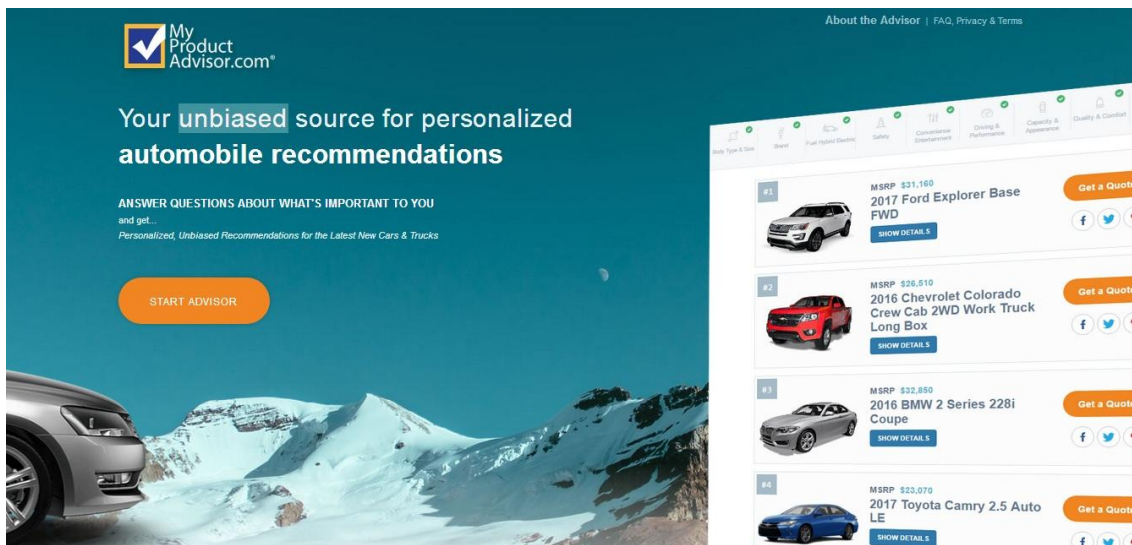 My
Product
Advisor.com®
About the Advisor | FAQ, Privacy & Terms
Your unbiased source for personalized
automobile recommendations
ANSWER QUESTIONS ABOUT WHAT'S IMPORTANT TO YOU
and get...
Personalized, Unbiased Recommendations for the Latest New Cars & Trucks
START ADVISOR
Body Type & Size
Brand
Fuel Hybrid Electric
Safety
Convenience
Entertainment
Driving &
Performance
Capacity &
Appearance
Quality & Comfort
#1
MSRP $31,160
2017 Ford Explorer Base
FWD
SHOW DETAILS
Get a Quote
#2
MSRP $26,510
2016 Chevrolet Colorado
Crew Cab 2WD Work Truck
Long Box
SHOW DETAILS
Get a Quote
#3
MSRP $32,850
2016 BMW 2 Series 228i
Coupe
SHOW DETAILS
Get a Quote
#4
MSRP $23,070
2017 Toyota Camry 2.5 Auto
LE
SHOW DETAILS
Get a Quote